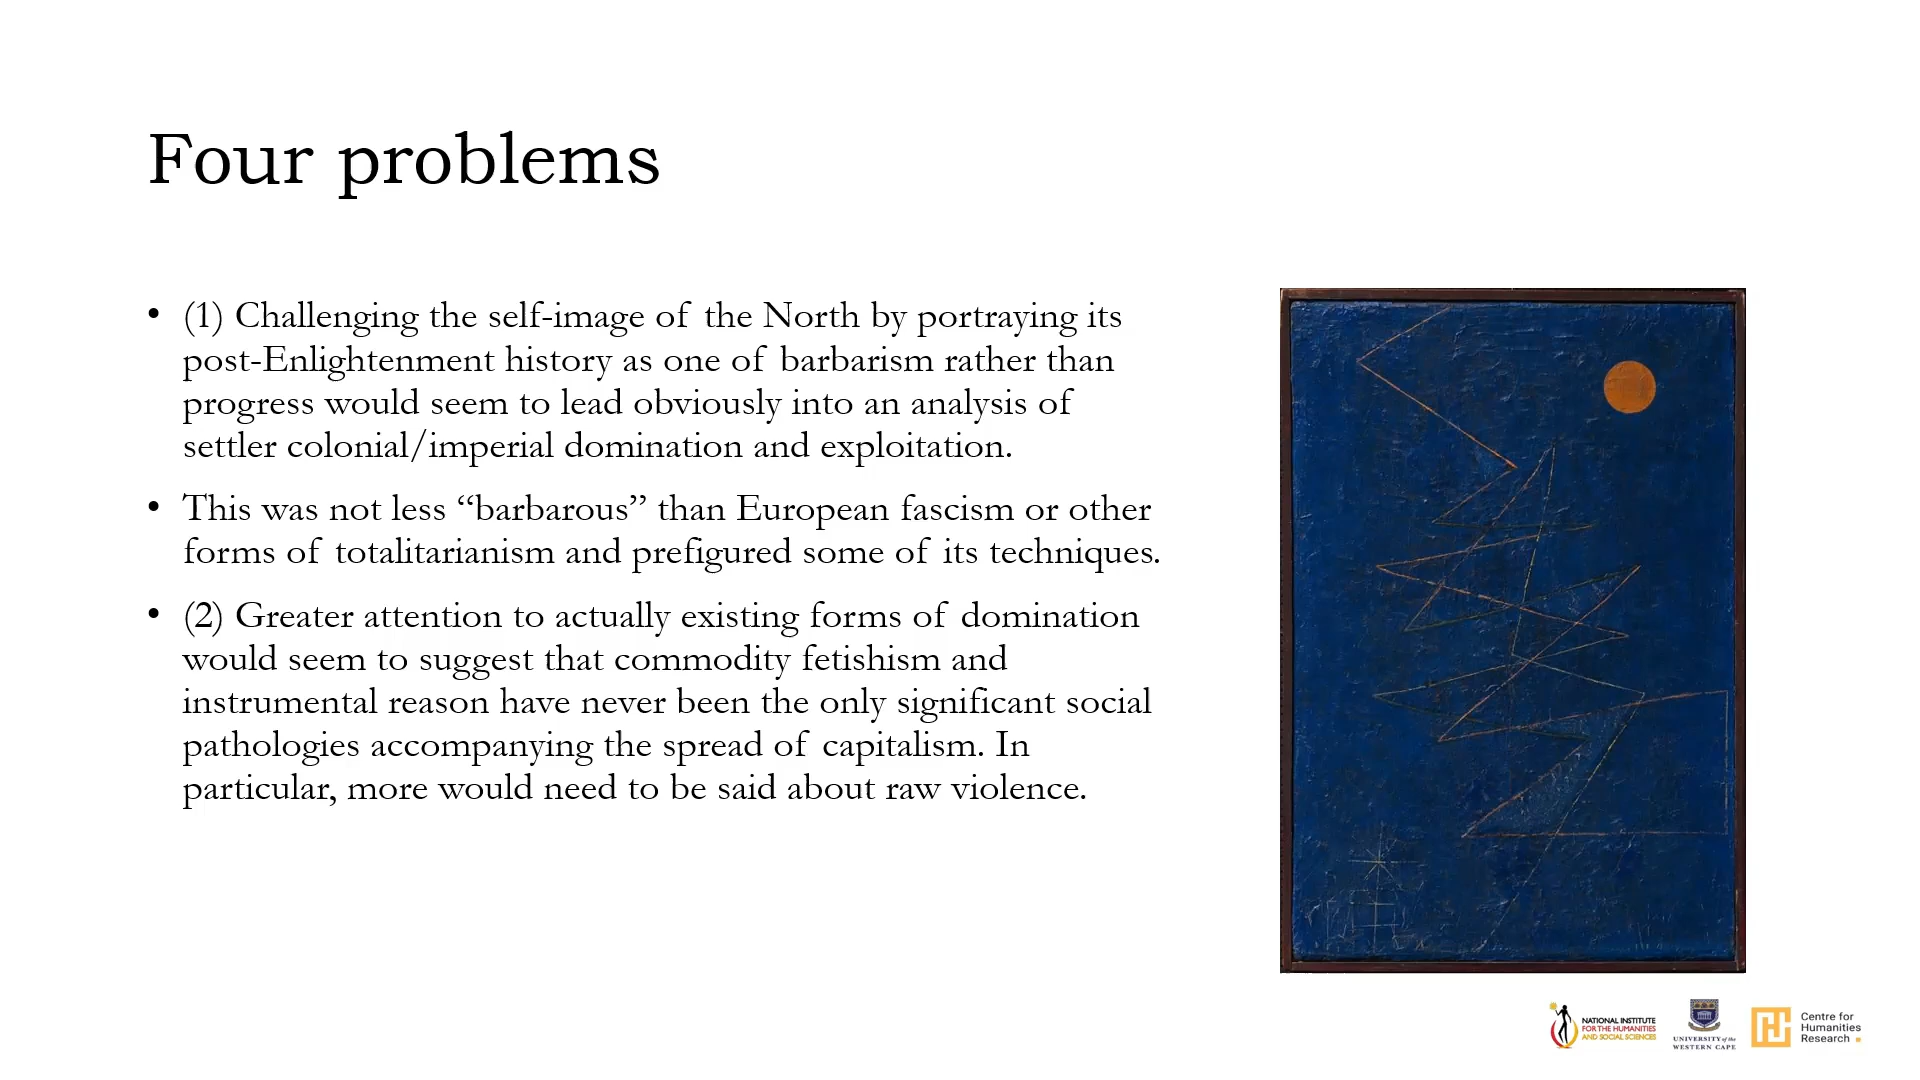 Four problems
• (1) Challenging the self-image of the North by portraying its
post-Enlightenment history as one of barbarism rather than
progress would seem to lead obviously into an analysis of
settler colonial/imperial domination and exploitation.
• This was not less “barbarous” than European fascism or other
forms of totalitarianism and prefigured some of its techniques.
• (2) Greater attention to actually existing forms of domination
would seem to suggest that commodity fetishism and
instrumental reason have never been the only significant social
pathologies accompanying the spread of capitalism. In
particular, more would need to be said about raw violence.
NATIONAL INSTITUTE
FOR THE HUMANITIES
AND SOCIAL SCIENCES
UNIVERSITY of the
WESTERN CAPE
Centre for
Humanities
Research